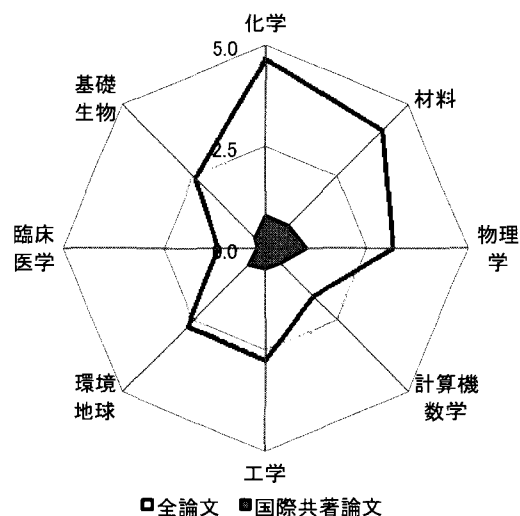 化学
5.0
基礎
生物
材料
2.5
臨床
医学
0.0
物理
学
環境
地球
計算機
数学
工学
全論文 国際共著論文